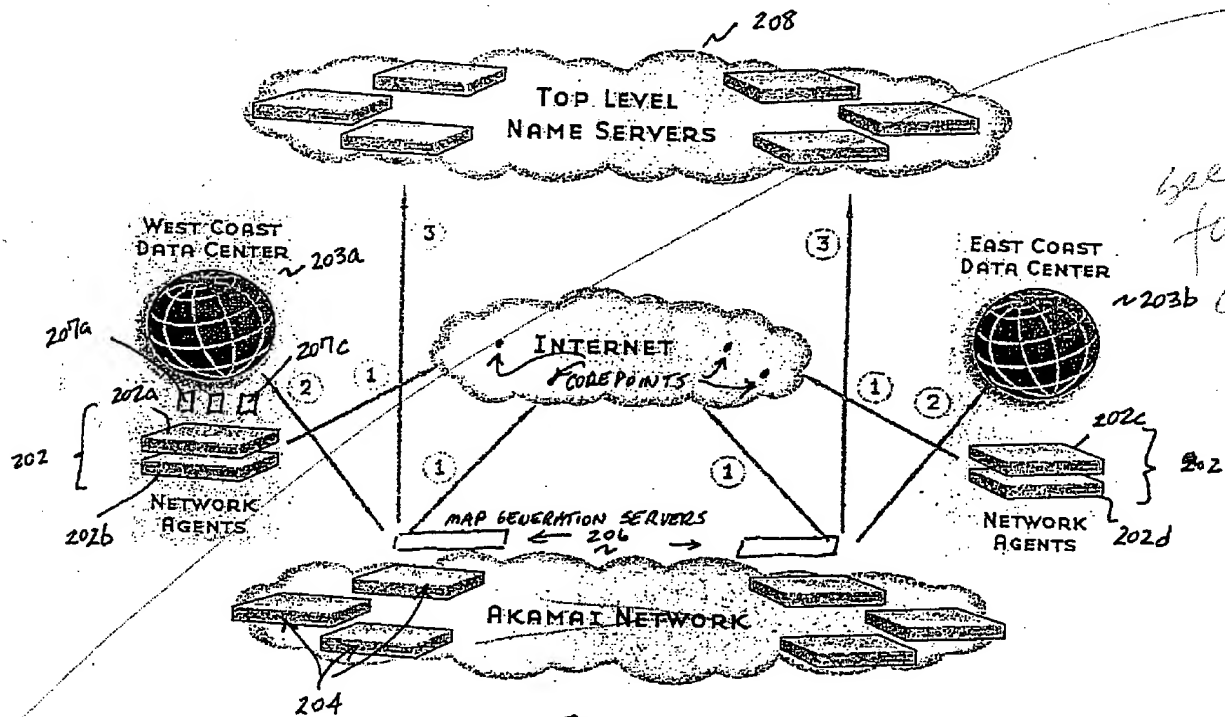 208
TOP LEVEL
NAME SERVERS
see
WEST COAST
DATA CENTER
203a
3
3
EAST COAST
DATA CENTER
203b
207a
207c
INTERNET
COREPOINTS
2
1
1
2
202a
202
202b
NETWORK
AGENTS
1
1
202c
202
202d
NETWORK
AGENTS
MAP GENERATION SERVERS
206
AKAMAI NETWORK
204